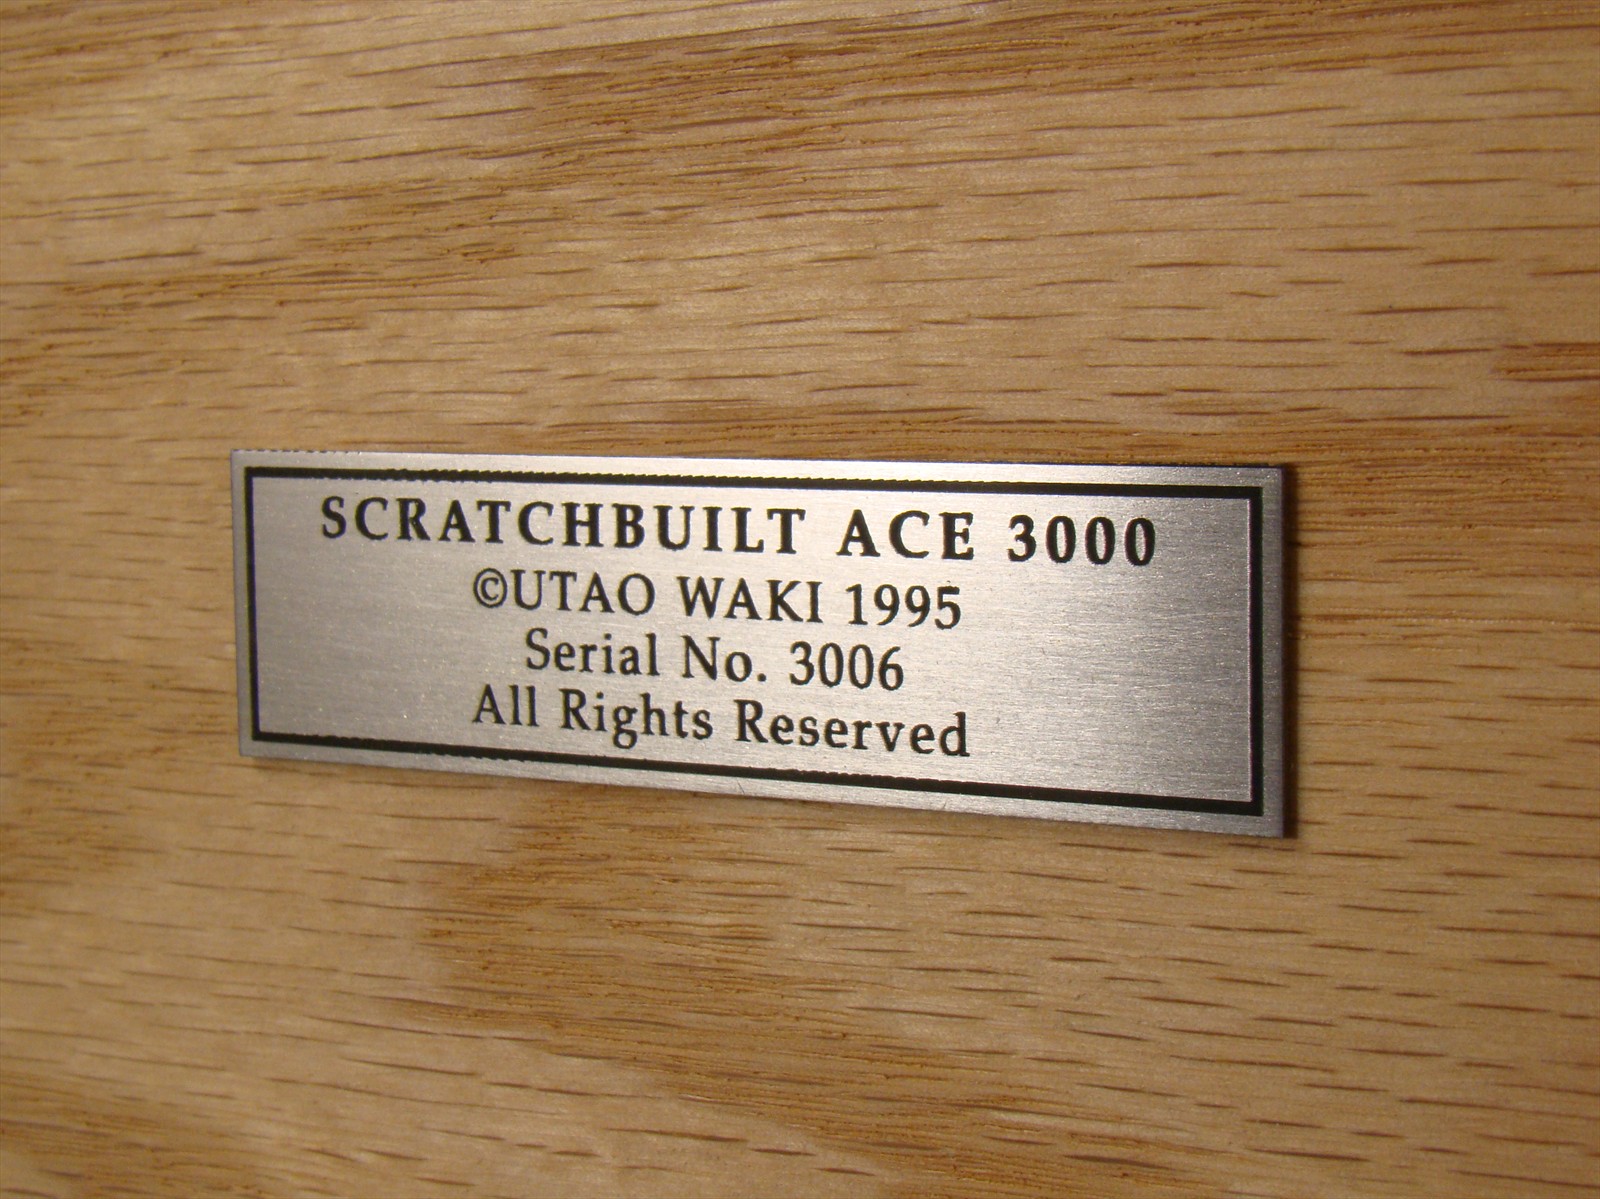 SCRATCHBUILT ACE 3000
©UTAO WAKI 1995
Serial No. 3006
All Rights Reserved